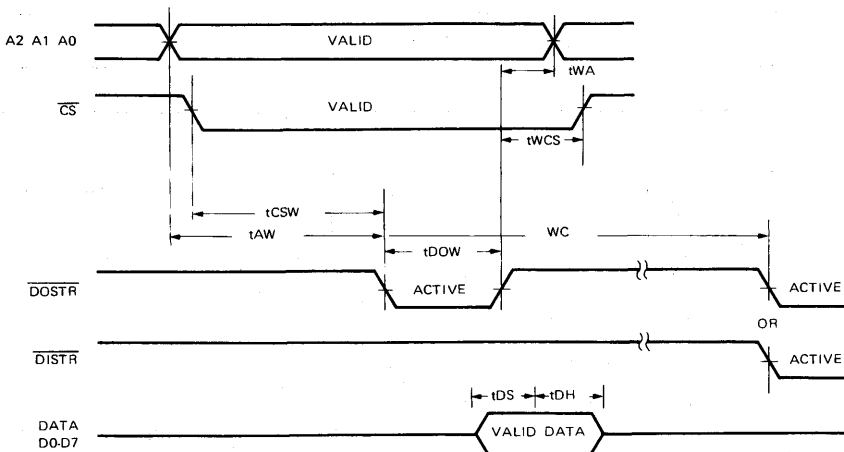 A2 A1 A0
VALID
tWA
CS
VALID
tWCS
tCSW
tAW
WC
tDOW
DOSTR
ACTIVE
ACTIVE
OR
DISTR
ACTIVE
tDS
tDH
DATA
D0-D7
VALID DATA